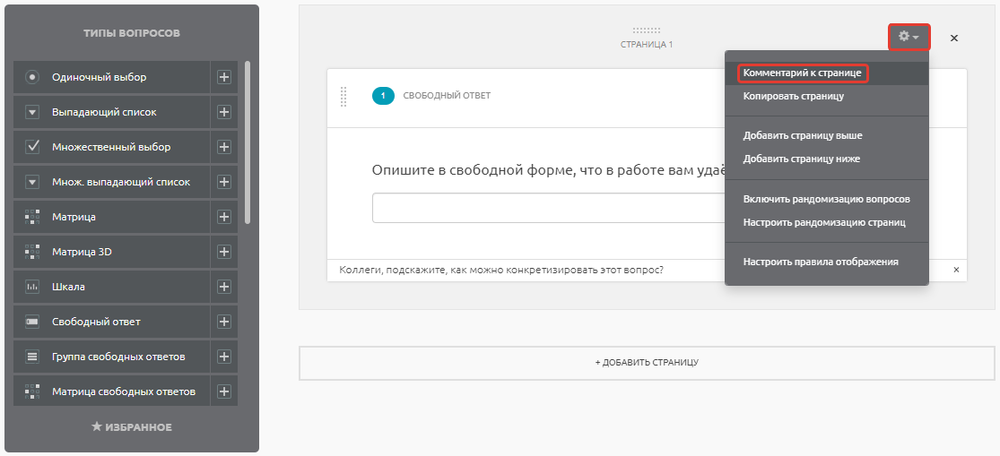 ТИПЫ ВОПРОСОВ
Одиночный выбор
Выпадающий список
Множественный выбор
Множ. выпадающий список
Матрица
Матрица 3D
Шкала
Свободный ответ
Группа свободных ответов
Матрица свободных ответов
ИЗБРАННОЕ
СТРАНИЦА 1
1 СВОБОДНЫЙ ОТВЕТ
Опишите в свободной форме, что в работе вам
Коллеги, подскажите, как можно конкретизировать этот вопрос?
Комментарий к странице
Копировать страницу
Добавить страницу выше
Добавить страницу ниже
Включить рандомизацию вопросов
Настроить рандомизацию страниц
Настроить правила отображения
+ ДОБАВИТЬ СТРАНИЦУ